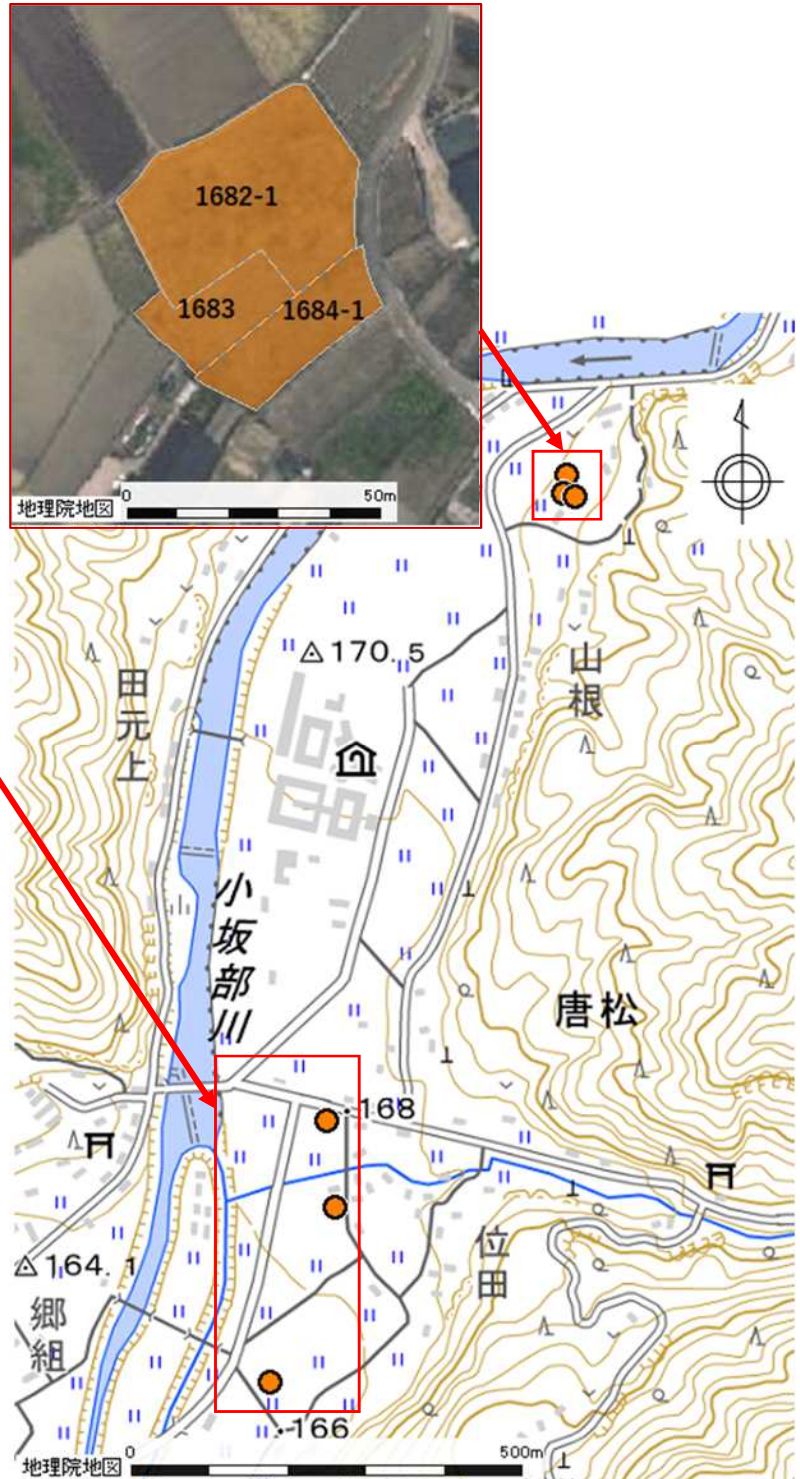 1682-1
1683
1684-1
地理院地図
0
50m
170.5
田元上
山根
小坂部川
唐松
168
164.1
位田
郷組
166
地理院地図
0
500m